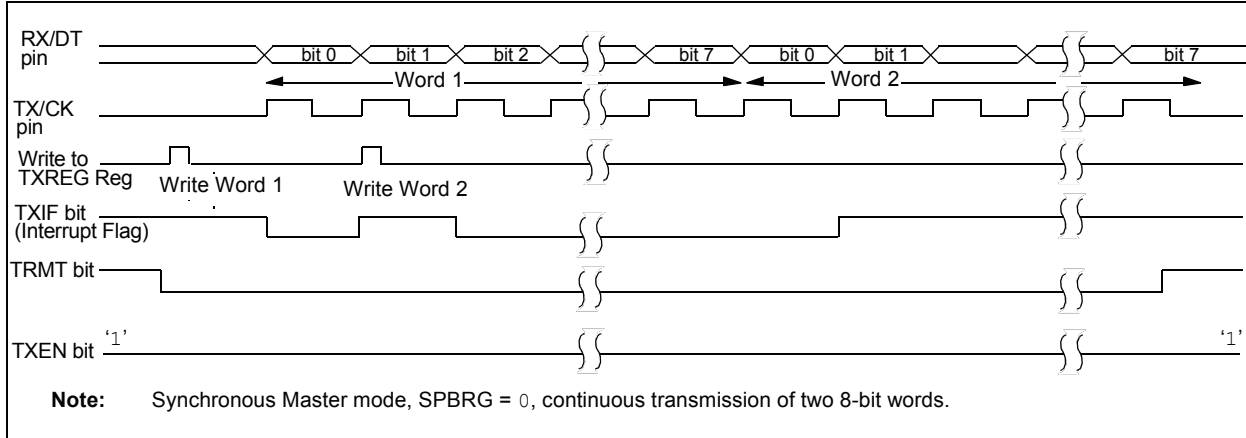 RX/DT
pin
bit 0 bit 1 bit 2 bit 7 bit 0 bit 1 bit 7
Word 1 Word 2
TX/CK
pin
Write to
TXREG Reg
Write Word 1 Write Word 2
TXIF bit
(Interrupt Flag)
TRMT bit
TXEN bit ‘1’ ‘1’
Note: Synchronous Master mode, SPBRG = 0, continuous transmission of two 8-bit words.